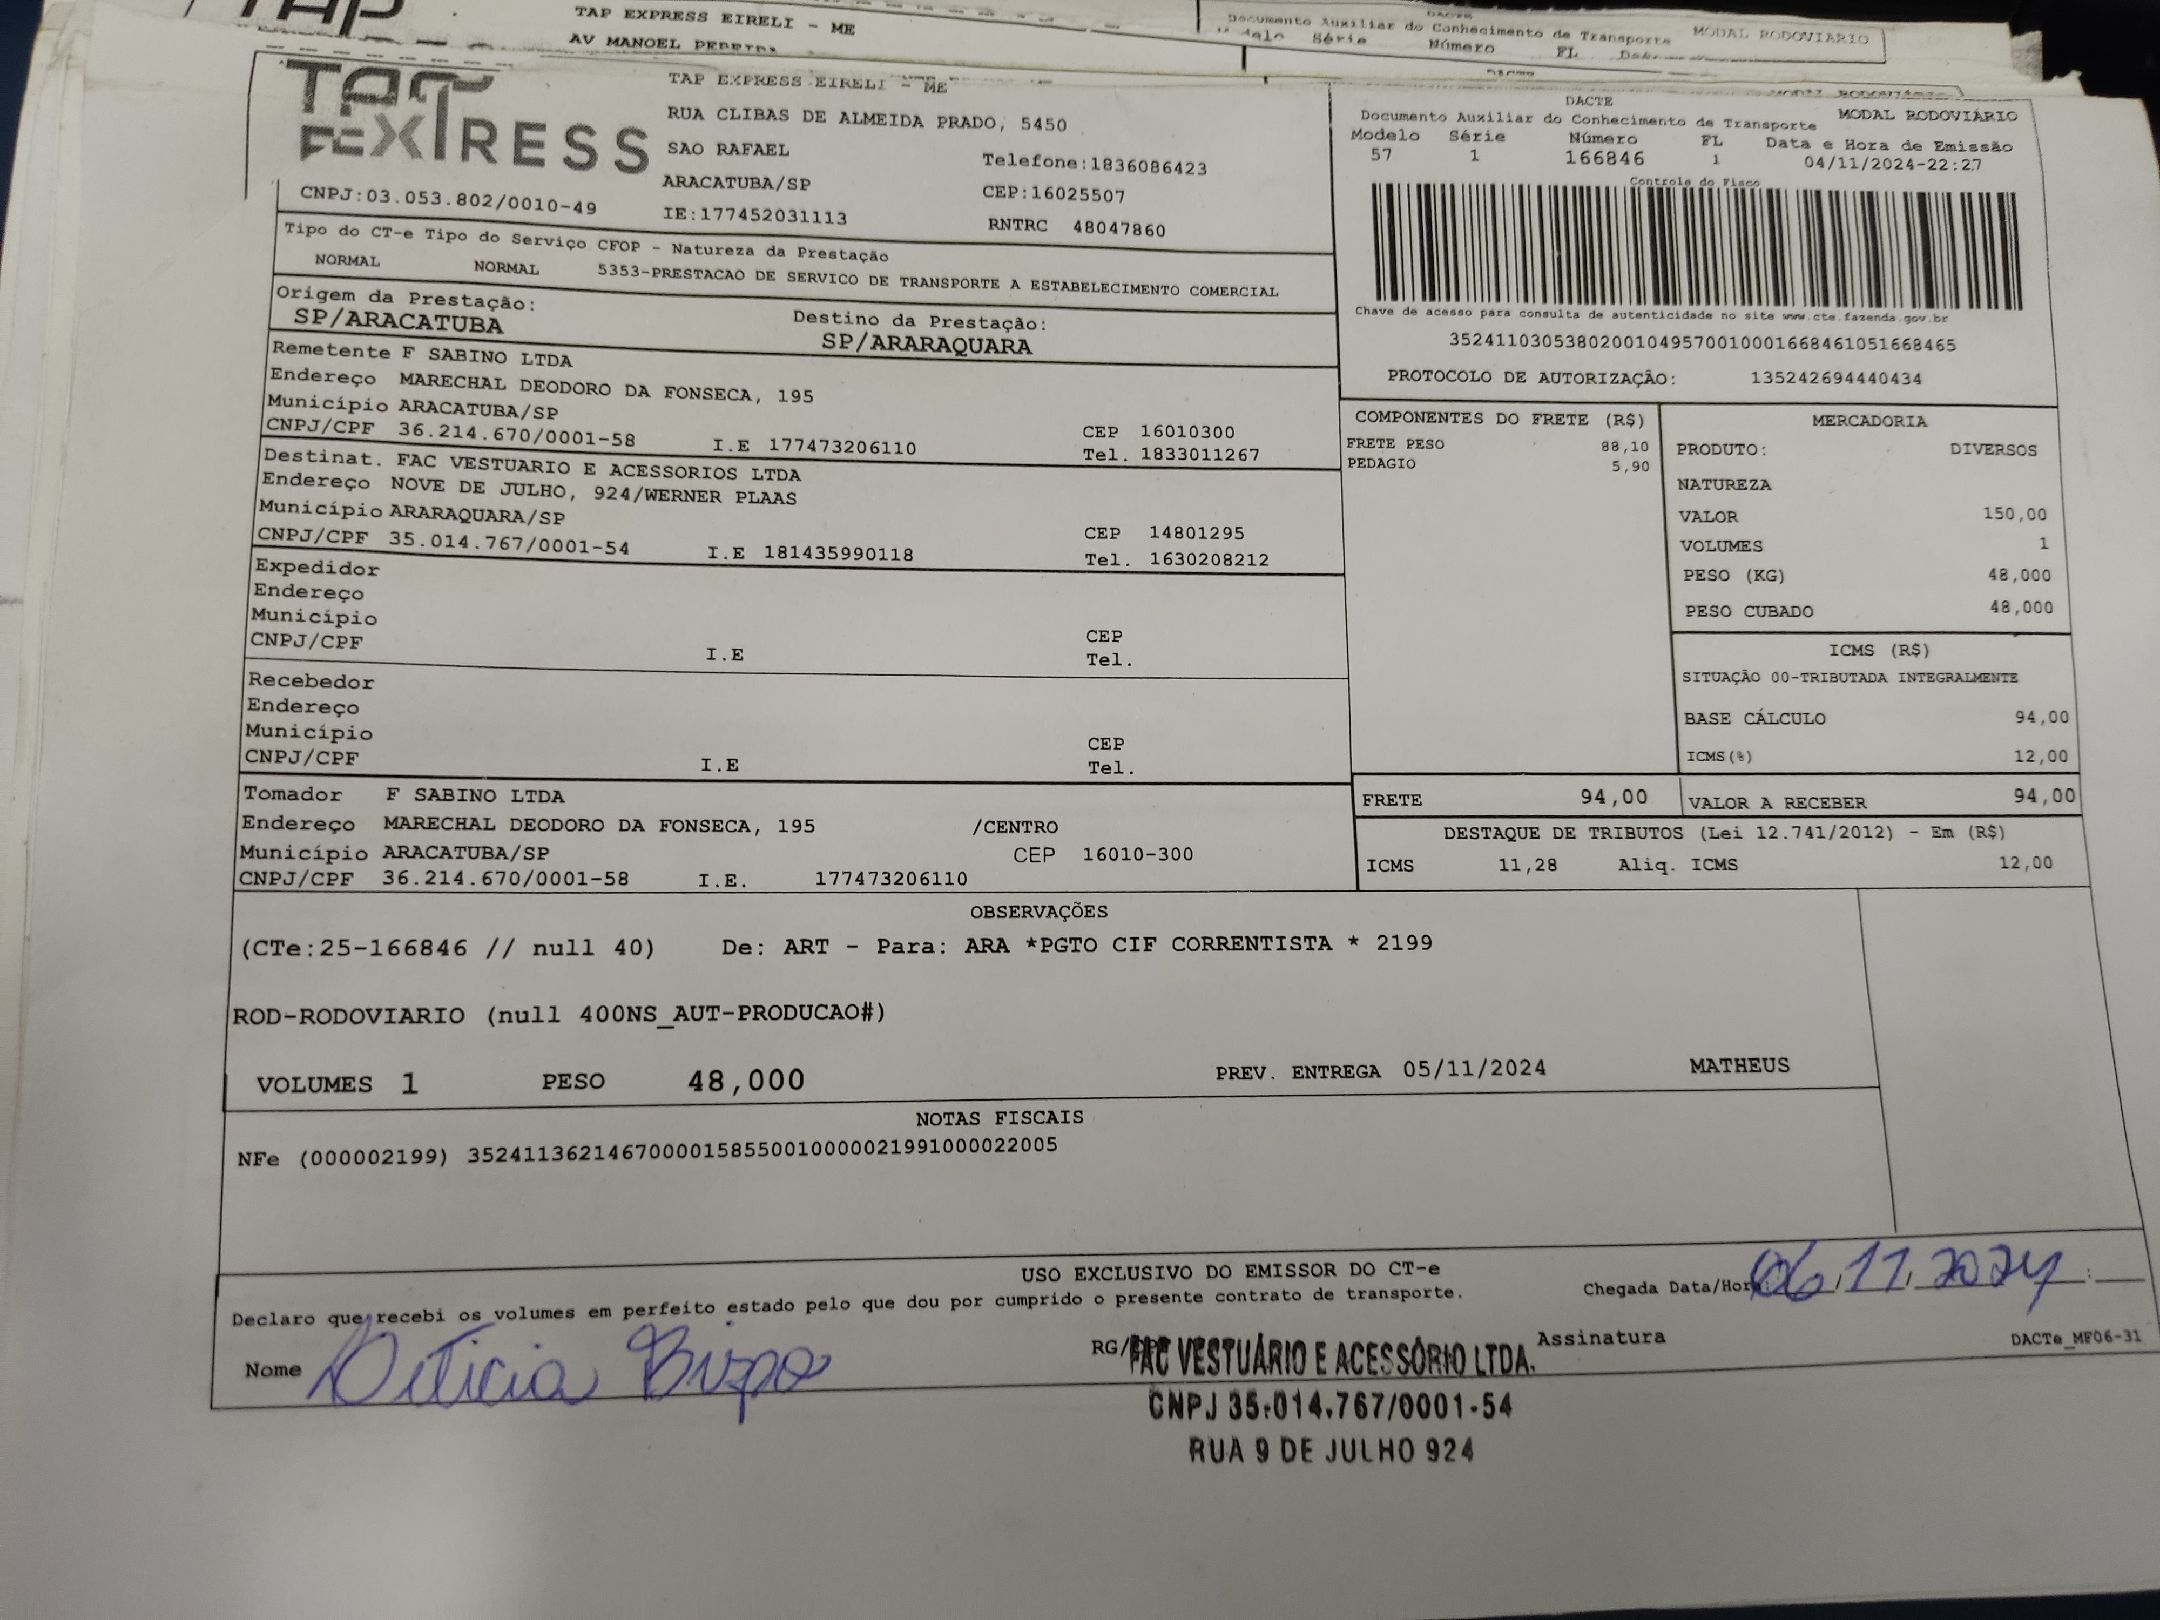 TAP EXPRESS EIRELI - ME
AV MANOEL PEREIRA
DACTE
Documento Auxiliar do Conhecimento de Transporte MODAL RODOVIARIO
Série Número FL
TAP EXPRESS
TAP EXPRESS EIRELI - ME
RUA CLIBAS DE ALMEIDA PRADO, 5450
SAO RAFAEL Telefone:1836086423
ARACATUBA/SP CEP:16025507
CNPJ:03.053.802/0010-49 IE:177452031113 RNTRC 48047860
DACTE
Documento Auxiliar do Conhecimento de Transporte MODAL RODOVIÁRIO
Modelo Série Número FL Data e Hora de Emissão
57 1 166846 1 04/11/2024-22:27
Controle do Fisco
Chave de acesso para consulta de autenticidade no site www.cte.fazenda.gov.br
35241103053802001049570010001668461051668465
PROTOCOLO DE AUTORIZAÇÃO: 135242694440434
Tipo do CT-e Tipo do Serviço CFOP - Natureza da Prestação
NORMAL NORMAL 5353-PRESTACAO DE SERVICO DE TRANSPORTE A ESTABELECIMENTO COMERCIAL
Origem da Prestação: Destino da Prestação:
SP/ARACATUBA SP/ARARAQUARA
Remetente F SABINO LTDA
Endereço MARECHAL DEODORO DA FONSECA, 195
Município ARACATUBA/SP CEP 16010300
CNPJ/CPF 36.214.670/0001-58 I.E 177473206110 Tel. 1833011267
Destinat. FAC VESTUARIO E ACESSORIOS LTDA
Endereço NOVE DE JULHO, 924/WERNER PLAAS
Município ARARAQUARA/SP CEP 14801295
CNPJ/CPF 35.014.767/0001-54 I.E 181435990118 Tel. 1630208212
Expedidor
Endereço
Município CEP
CNPJ/CPF I.E Tel.
Recebedor
Endereço
Município CEP
CNPJ/CPF I.E Tel.
Tomador F SABINO LTDA
Endereço MARECHAL DEODORO DA FONSECA, 195 /CENTRO
Município ARACATUBA/SP CEP 16010-300
CNPJ/CPF 36.214.670/0001-58 I.E. 177473206110
COMPONENTES DO FRETE (R$)
FRETE PESO 88,10
PEDAGIO 5,90
MERCADORIA
PRODUTO: DIVERSOS
NATUREZA
VALOR 150,00
VOLUMES 1
PESO (KG) 48,000
PESO CUBADO 48,000
ICMS (R$)
SITUAÇÃO 00-TRIBUTADA INTEGRALMENTE
BASE CÁLCULO 94,00
ICMS(%) 12,00
FRETE 94,00 VALOR A RECEBER 94,00
DESTAQUE DE TRIBUTOS (Lei 12.741/2012) - Em (R$)
ICMS 11,28 Aliq. ICMS 12,00
OBSERVAÇÕES
(CTe:25-166846 // null 40) De: ART - Para: ARA *PGTO CIF CORRENTISTA * 2199
ROD-RODOVIARIO (null 400NS_AUT-PRODUCAO#)
VOLUMES 1 PESO 48,000 PREV. ENTREGA 05/11/2024 MATHEUS
NOTAS FISCAIS
NFe (000002199) 35241136214670000158550010000021991000022005
USO EXCLUSIVO DO EMISSOR DO CT-e
Declaro que recebi os volumes em perfeito estado pelo que dou por cumprido o presente contrato de transporte. Chegada Data/Hora: 06/11/2024 :
Nome RG/ Assinatura DACTe_MF06-31
FAC VESTUÁRIO E ACESSÓRIO LTDA.
CNPJ 35.014.767/0001-54
RUA 9 DE JULHO 924